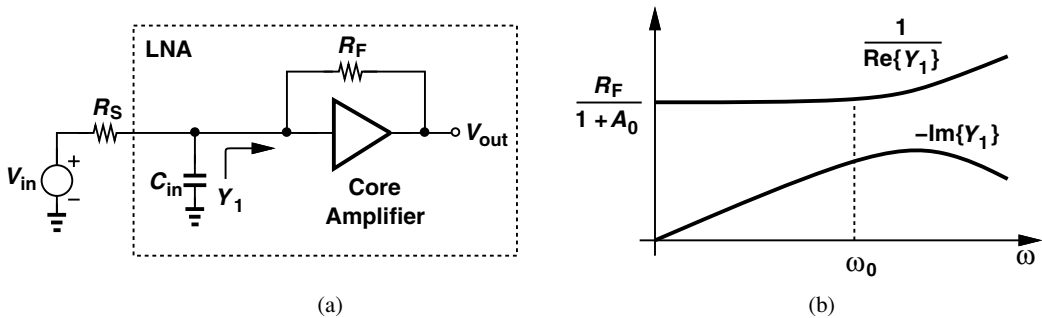 LNA
R_F
R_S
V_in
+
−
C_in
Y_1
V_out
Core
Amplifier
(a)
R_F
1 + A_0
1
Re{Y_1}
−Im{Y_1}
ω_0
ω
(b)